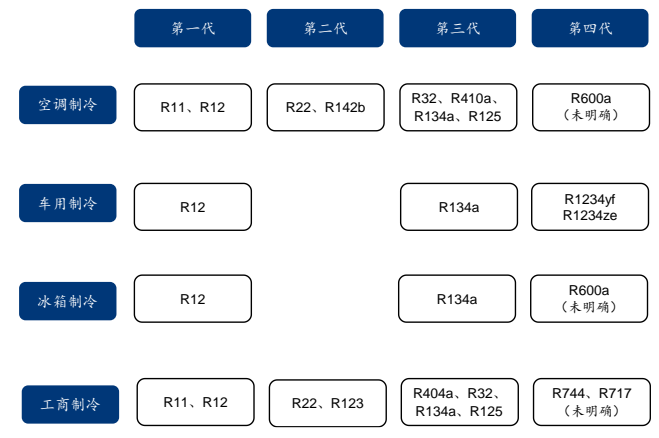 第一代 第二代 第三代 第四代
空调制冷 R11、R12 R22、R142b R32、R410a、 R600a
R134a、R125 （未明确）
车用制冷 R12 R134a R1234yf
R1234ze
冰箱制冷 R12 R134a R600a
（未明确）
工商制冷 R11、R12 R22、R123 R404a、R32、 R744、R717
R134a、R125 （未明确）